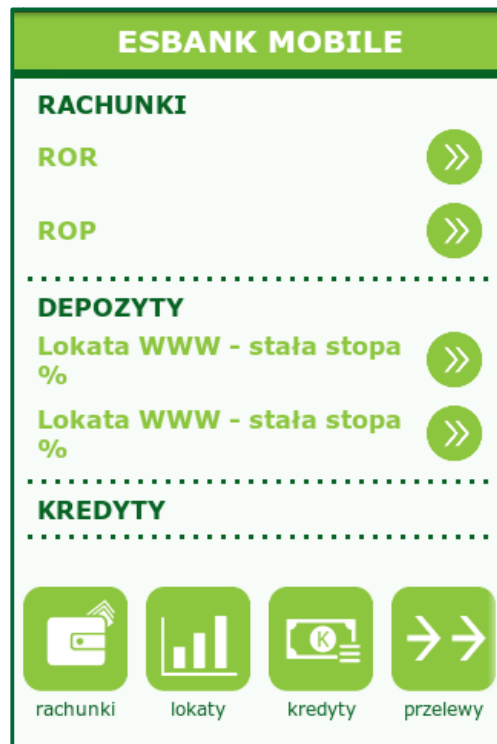 ESBANK MOBILE
RACHUNKI
ROR
ROP
DEPOZYTY
Lokata WWW - stała stopa
%
Lokata WWW - stała stopa
%
KREDYTY
K
rachunki lokaty kredyty przelewy